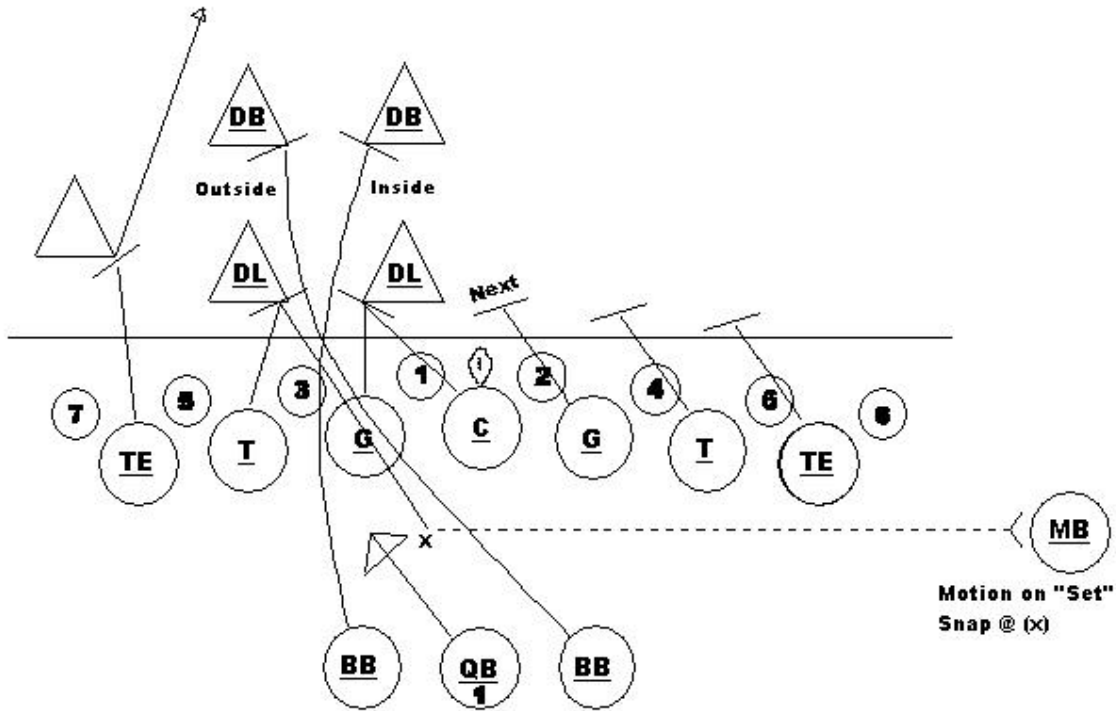 DB DB
Outside Inside
DL DL
Next
7 5 3 1 1 2 4 6 8
TE T G C G T TE
x
MB
Motion on "Set"
Snap @ (x)
BB QB BB
1